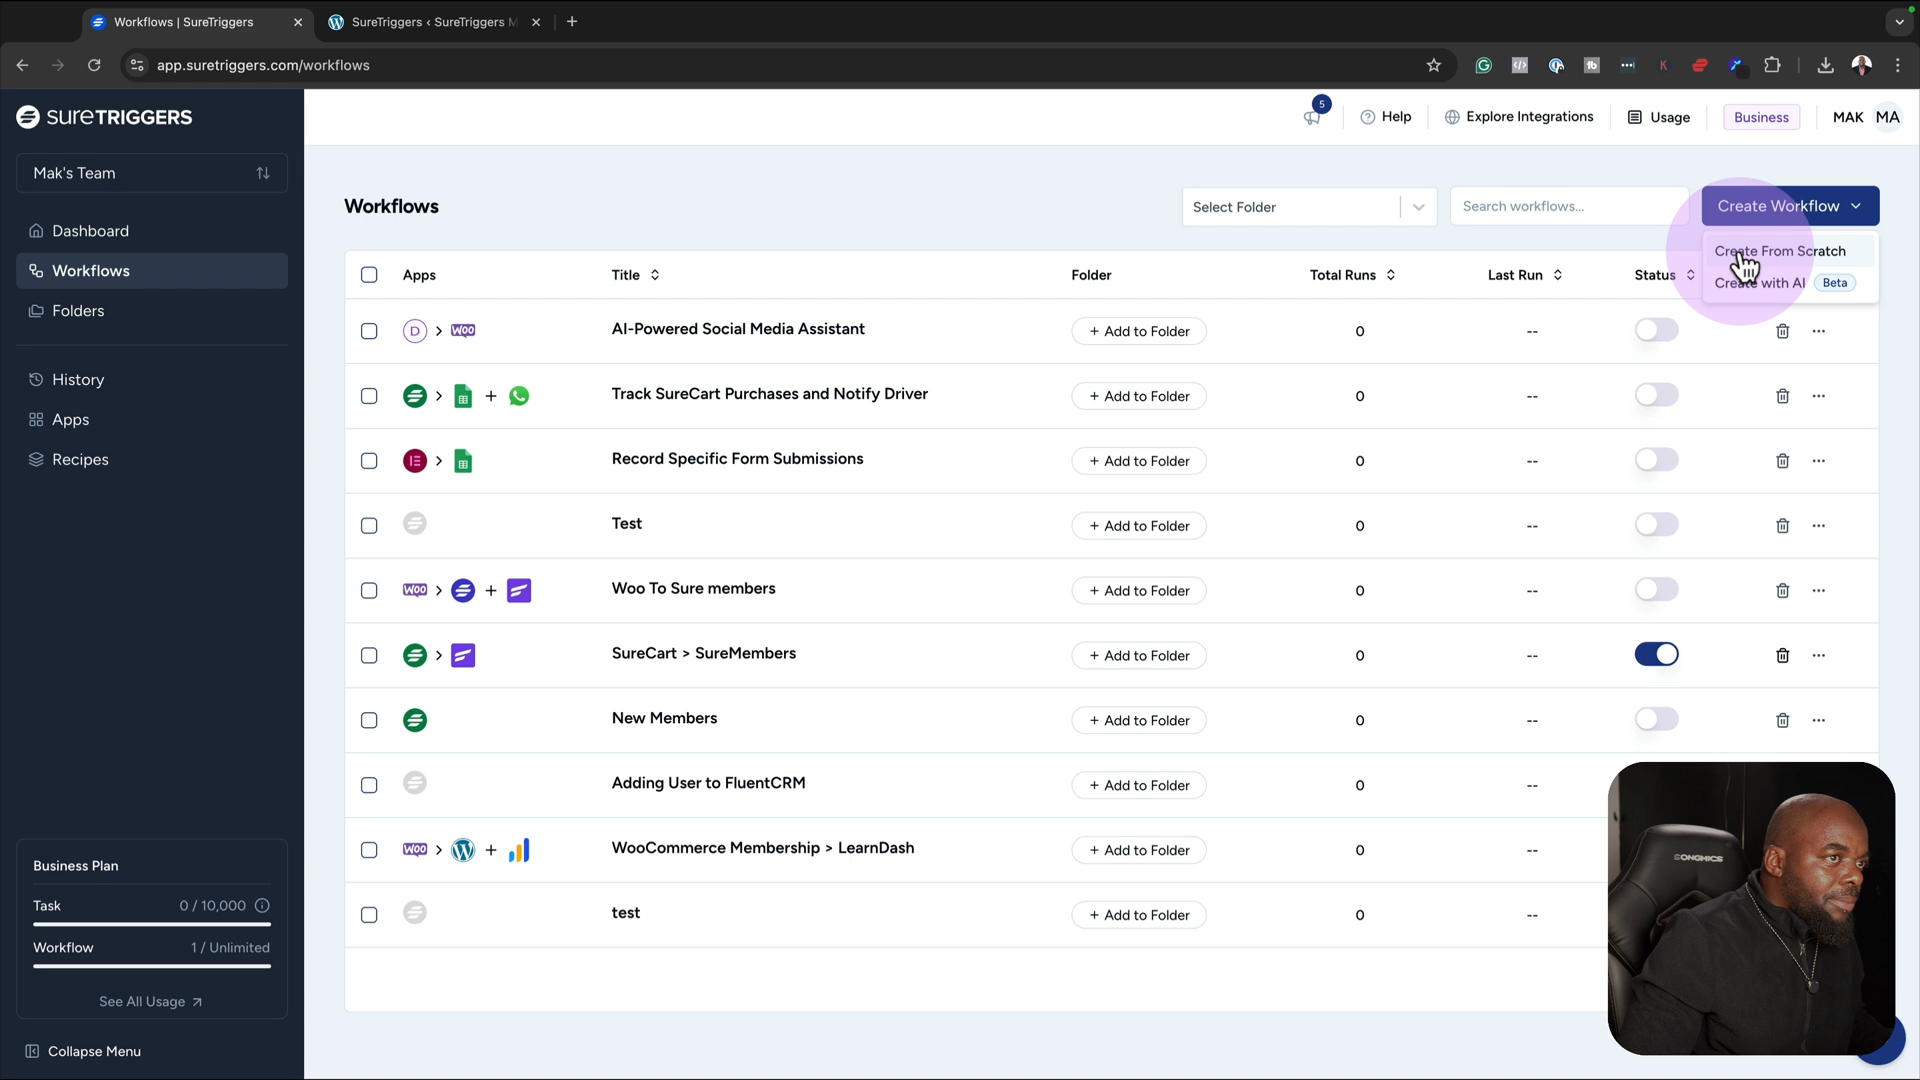 Workflows | SureTriggers
SureTriggers ‹ SureTriggers M
app.suretriggers.com/workflows
sureTRIGGERS
5
Help
Explore Integrations
Usage
Business
MAK
MA
Mak's Team
Dashboard
Workflows
Folders
History
Apps
Recipes
Business Plan
Task 0 / 10,000
Workflow 1 / Unlimited
See All Usage
Collapse Menu
Workflows
Select Folder
Search workflows...
Create Workflow
Create From Scratch
Create with AI Beta
Apps Title Folder Total Runs Last Run Status
D > WOO AI-Powered Social Media Assistant + Add to Folder 0 --
> + Track SureCart Purchases and Notify Driver + Add to Folder 0 --
> Record Specific Form Submissions + Add to Folder 0 --
Test + Add to Folder 0 --
WOO > + Woo To Sure members + Add to Folder 0 --
> SureCart > SureMembers + Add to Folder 0 --
New Members + Add to Folder 0 --
Adding User to FluentCRM + Add to Folder 0 --
WOO > + WooCommerce Membership > LearnDash + Add to Folder 0 --
test + Add to Folder 0 --
SONGMICS